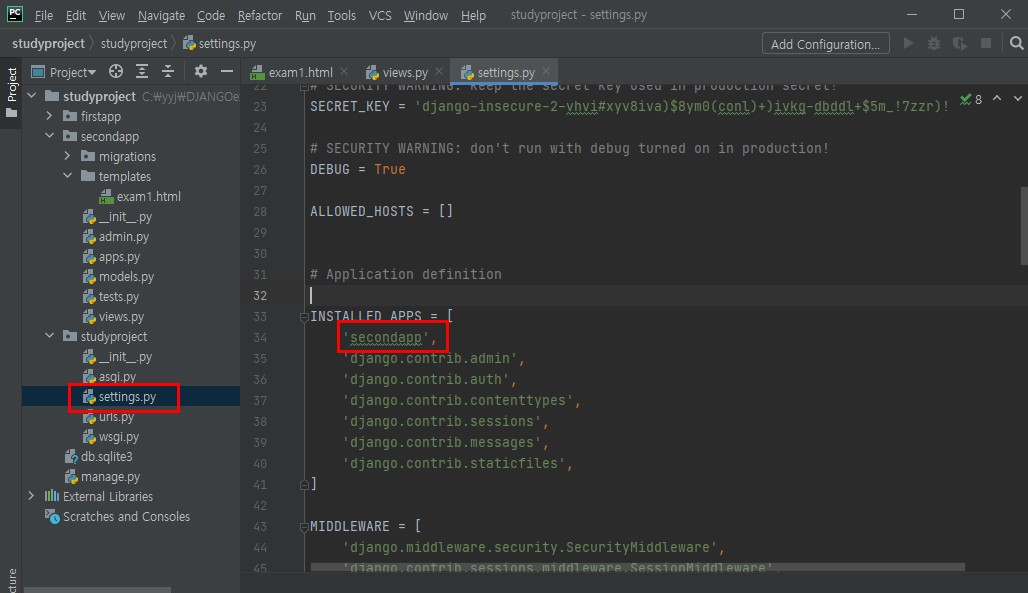 PC File Edit View Navigate Code Refactor Run Tools VCS Window Help studyproject - settings.py
studyproject studyproject settings.py Add Configuration...
Project
Project
exam1.html views.py settings.py
studyproject C:₩yyj₩DJANGOe
firstapp
secondapp
migrations
templates
exam1.html
__init__.py
admin.py
apps.py
models.py
tests.py
views.py
studyproject
__init__.py
asgi.py
settings.py
urls.py
wsgi.py
db.sqlite3
manage.py
External Libraries
Scratches and Consoles
22 # SECURITY WARNING: keep the secret key used in production secret!
23 SECRET_KEY = 'django-insecure-2-vhvi#xyv8iva)$8ym0(conl)+)ivkg-dbddl+$5m_!7zzr)!
8
24
25 # SECURITY WARNING: don't run with debug turned on in production!
26 DEBUG = True
27
28 ALLOWED_HOSTS = []
29
30
31 # Application definition
32
33 INSTALLED_APPS = [
34 'secondapp',
35 'django.contrib.admin',
36 'django.contrib.auth',
37 'django.contrib.contenttypes',
38 'django.contrib.sessions',
39 'django.contrib.messages',
40 'django.contrib.staticfiles',
41 ]
42
43 MIDDLEWARE = [
44 'django.middleware.security.SecurityMiddleware',
45 'django.contrib.sessions.middleware.SessionMiddleware',